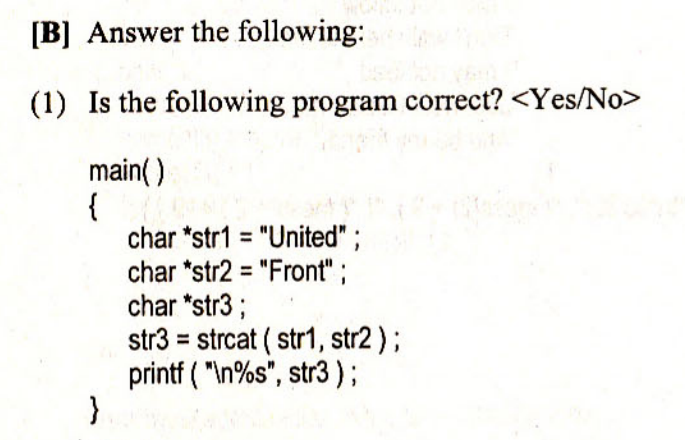 [B] Answer the following:
(1) Is the following program correct? <Yes/No>
main( )
{
char *str1 = "United" ;
char *str2 = "Front" ;
char *str3 ;
str3 = strcat ( str1, str2 ) ;
printf ( "\n%s", str3 ) ;
}